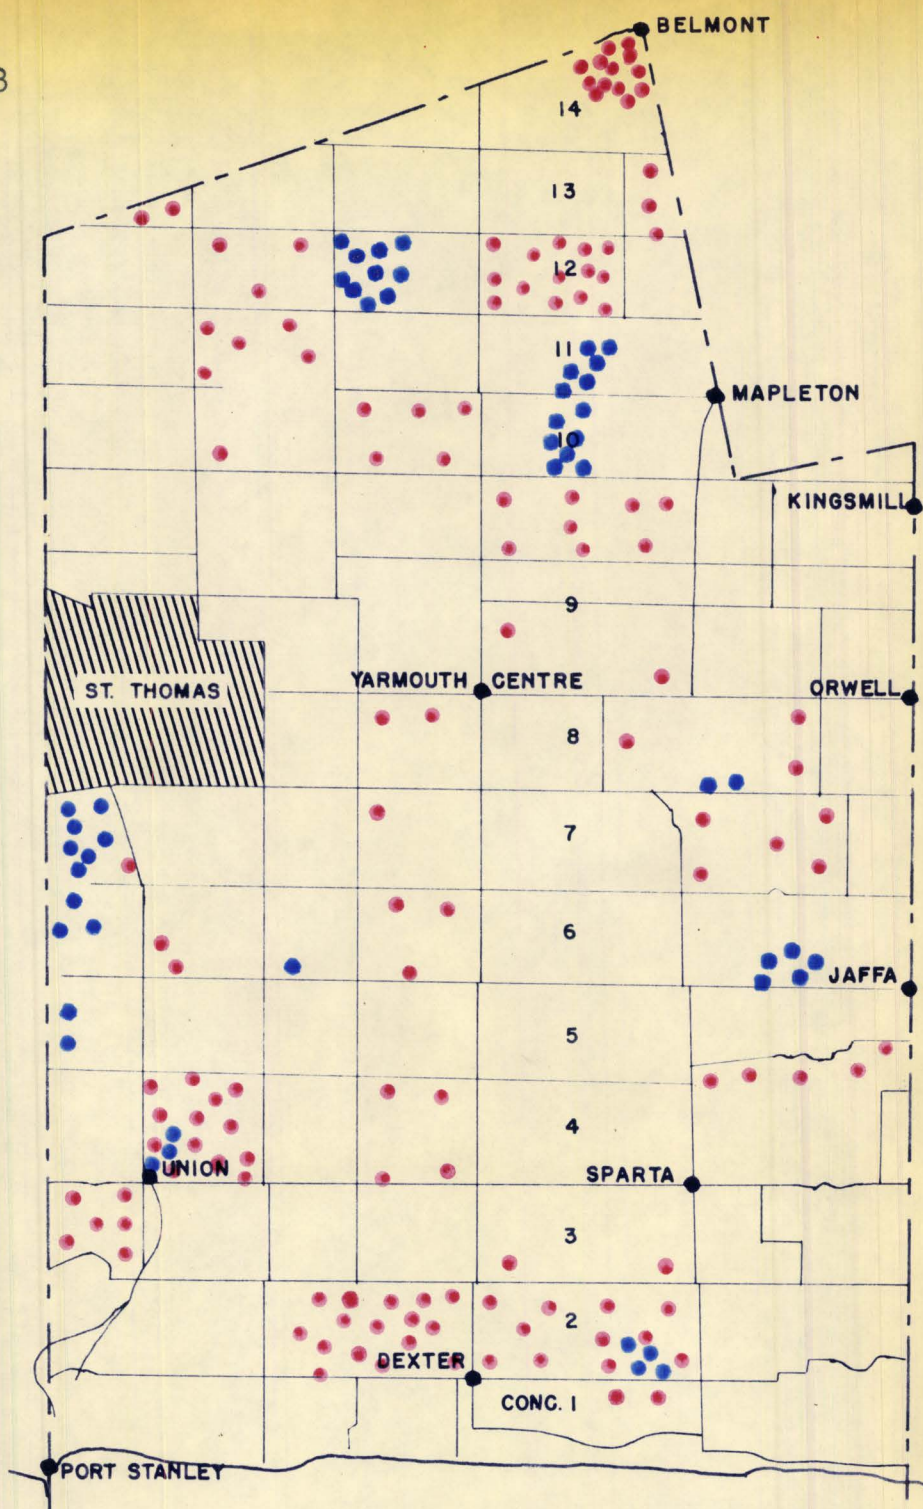 BELMONT
3
14
13
12
11
MAPLETON
10
KINGSMILL
9
ST. THOMAS
YARMOUTH CENTRE
ORWELL
8
7
6
JAFFA
5
4
UNION
SPARTA
3
2
DEXTER
CONC. 1
PORT STANLEY